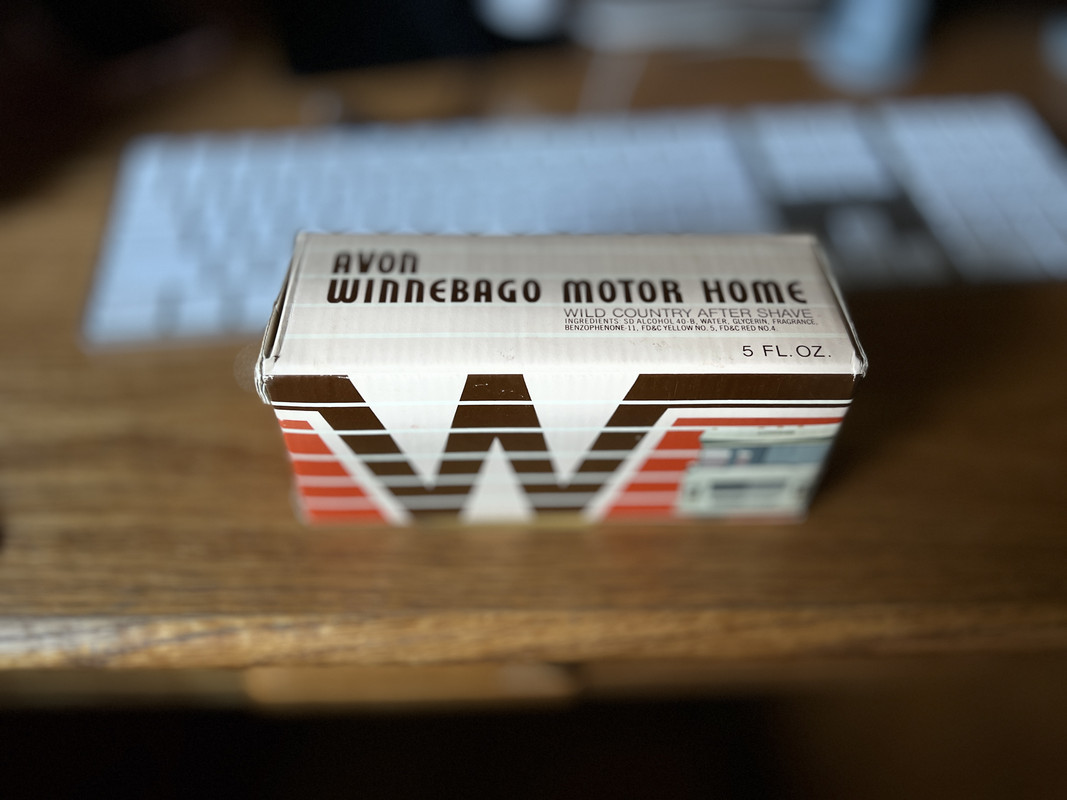 AVON
WINNEBAGO MOTOR HOME
WILD COUNTRY AFTER SHAVE
INGREDIENTS: SD ALCOHOL 40-B, WATER, GLYCERIN, FRAGRANCE,
BENZOPHENONE-11, FD&C YELLOW NO. 5, FD&C RED NO. 4
5 FL. OZ.
W